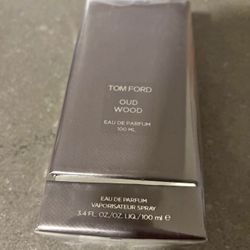 TOM FORD
OUD
WOOD
EAU DE PARFUM
100 ML
EAU DE PARFUM
VAPORISATEUR SPRAY
3.4 FL.OZ/OZ.LIQ./100 ml ℮